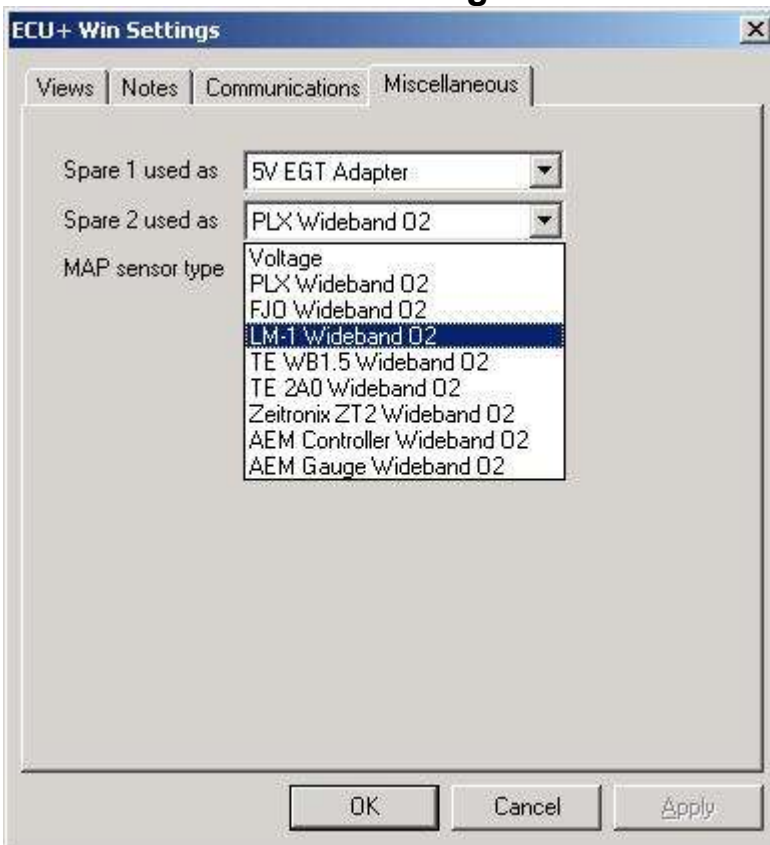 ECU+ Win Settings
Views Notes Communications Miscellaneous
Spare 1 used as 5V EGT Adapter
Spare 2 used as PLX Wideband O2
MAP sensor type
Voltage
PLX Wideband O2
FJO Wideband O2
LM-1 Wideband O2
TE WB1.5 Wideband O2
TE 2A0 Wideband O2
Zeitronix ZT2 Wideband O2
AEM Controller Wideband O2
AEM Gauge Wideband O2
OK Cancel Apply